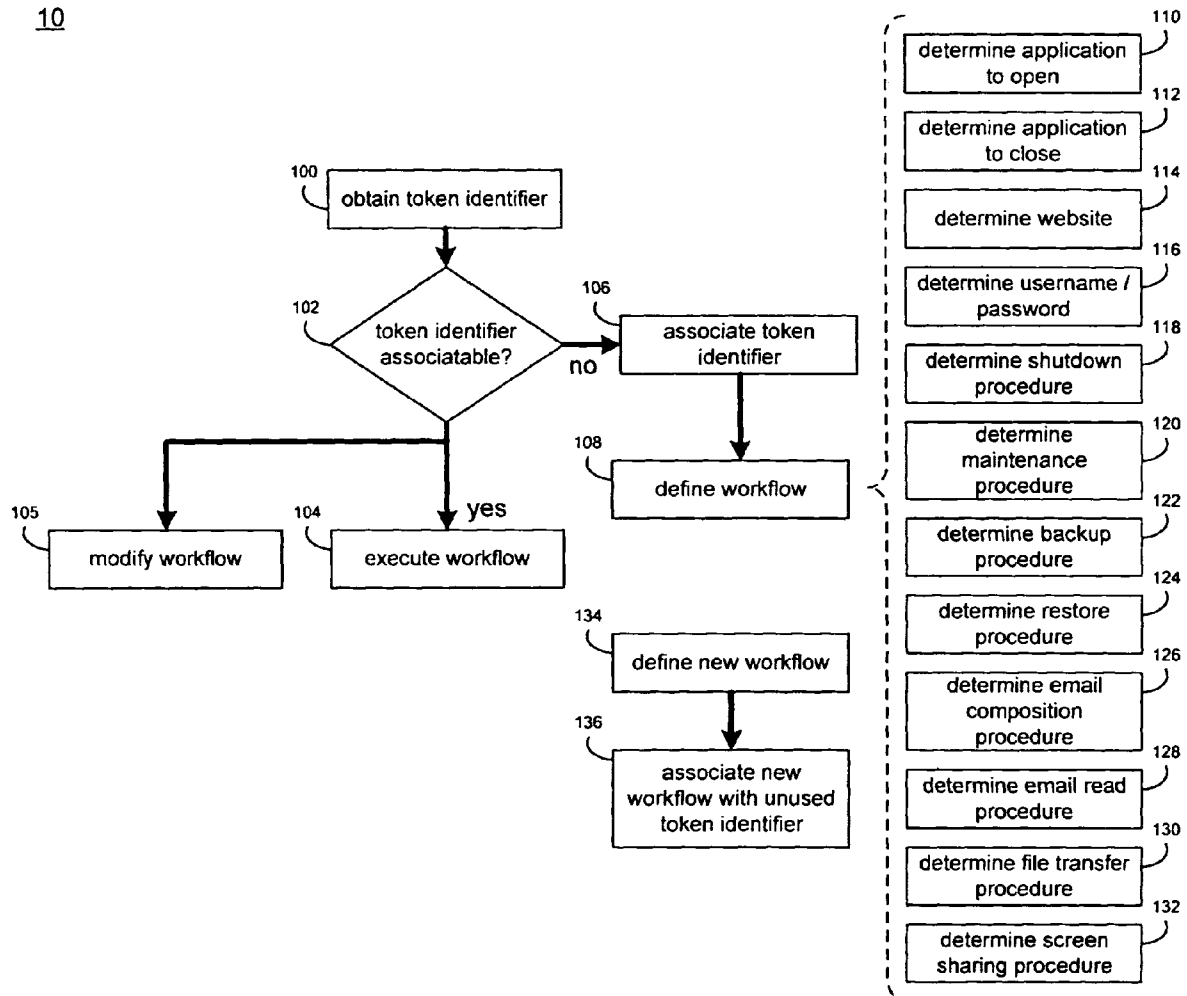 10
100
obtain token identifier
102
token identifier
associatable?
no
106
associate token
identifier
108
define workflow
yes
105
modify workflow
104
execute workflow
134
define new workflow
136
associate new
workflow with unused
token identifier
110
determine application
to open
112
determine application
to close
114
determine website
116
determine username /
password
118
determine shutdown
procedure
120
determine
maintenance
procedure
122
determine backup
procedure
124
determine restore
procedure
126
determine email
composition
procedure
128
determine email read
procedure
130
determine file transfer
procedure
132
determine screen
sharing procedure